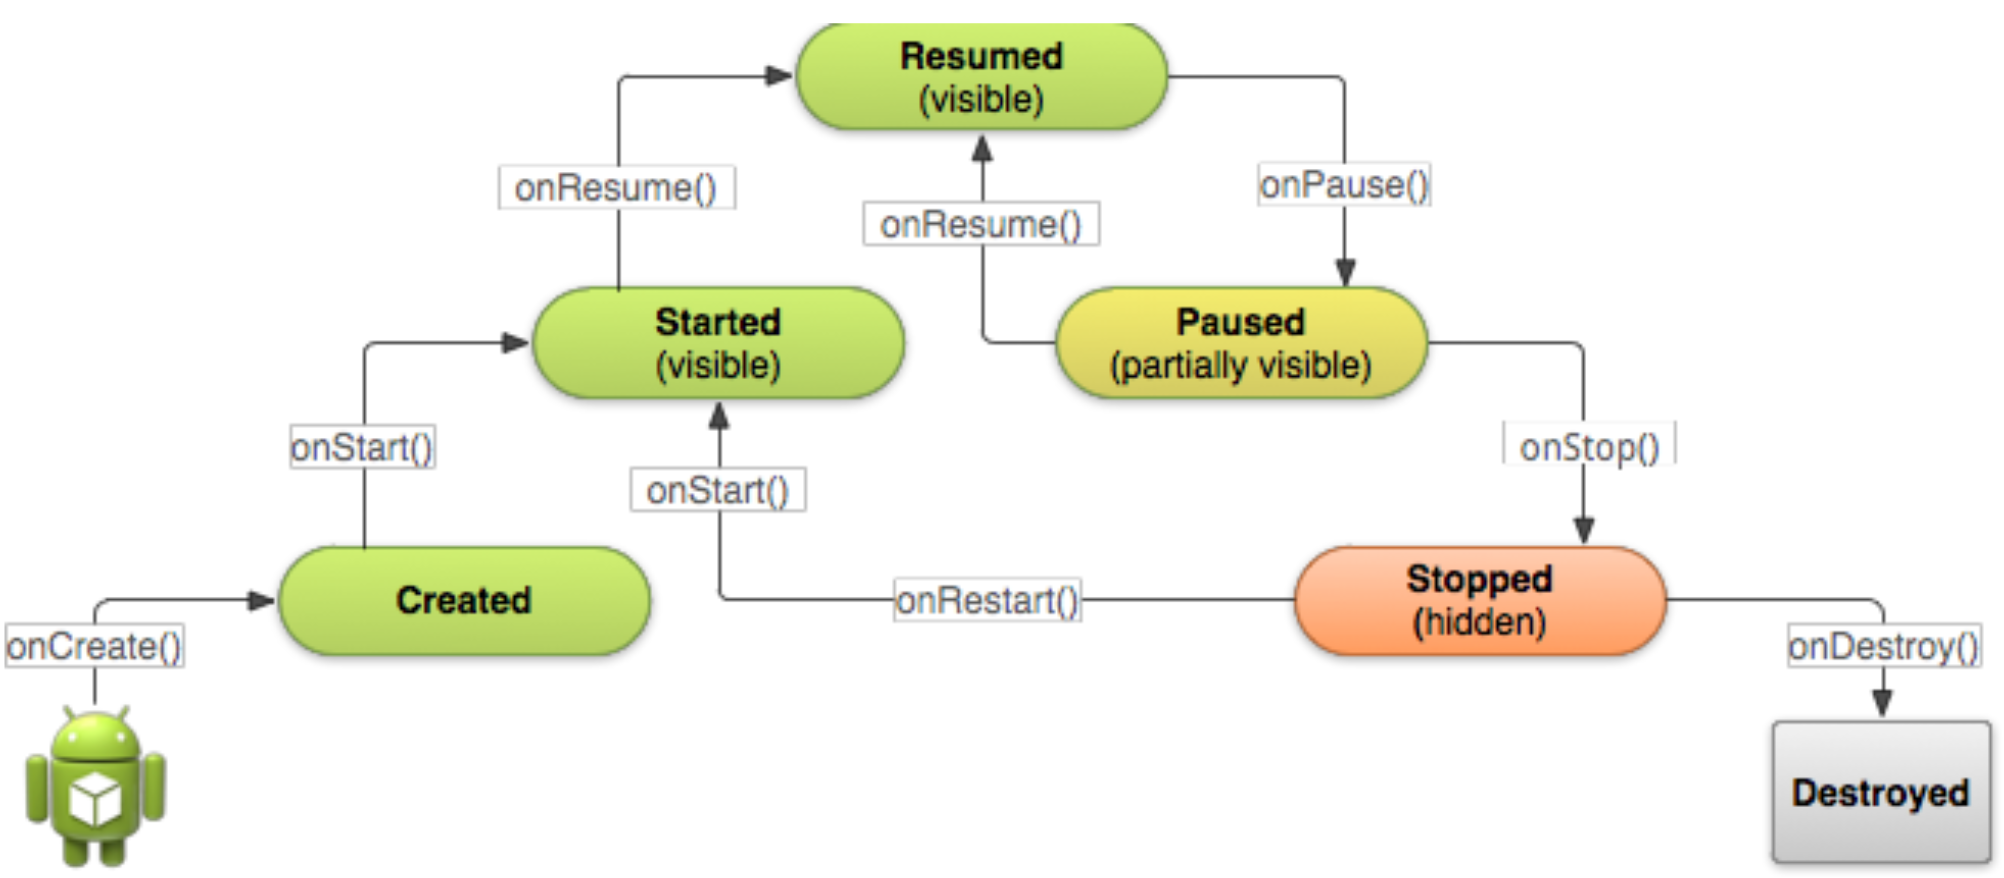 Resumed
(visible)
onResume()
onPause()
onResume()
Started
(visible)
Paused
(partially visible)
onStart()
onStop()
onStart()
Created
onRestart()
Stopped
(hidden)
onCreate()
onDestroy()
Destroyed